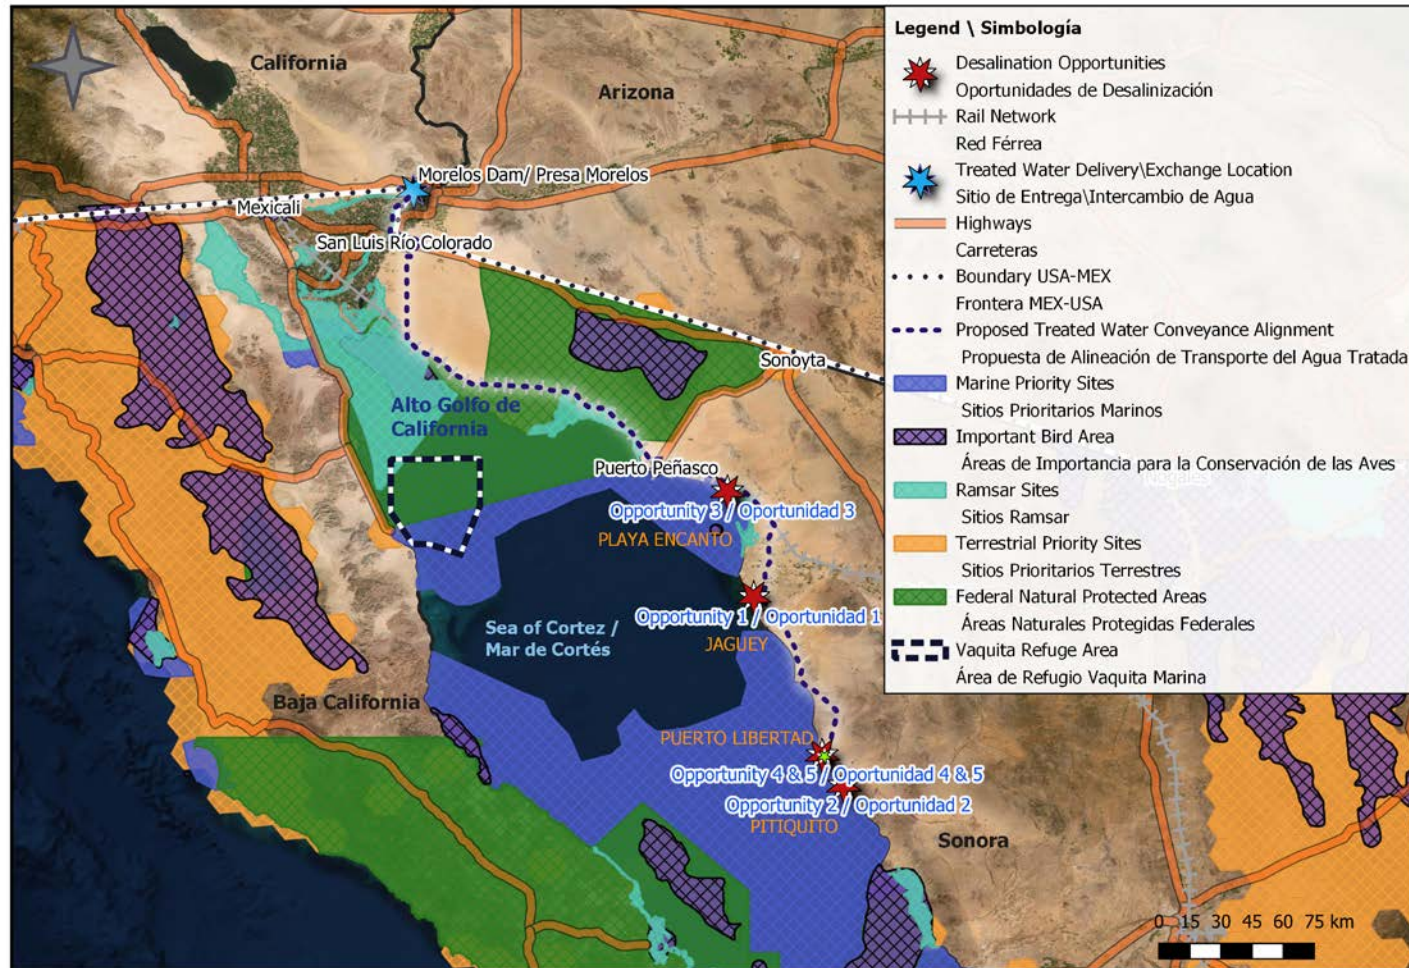 California
Arizona
Morelos Dam/ Presa Morelos
Mexicali
San Luis Río Colorado
Sonoyta
Alto Golfo de
California
Puerto Peñasco
Opportunity 3 / Oportunidad 3
PLAYA ENCANTO
Opportunity 1 / Oportunidad 1
JAGUEY
Sea of Cortez /
Mar de Cortés
Baja California
PUERTO LIBERTAD
Opportunity 4 & 5 / Oportunidad 4 & 5
Opportunity 2 / Oportunidad 2
PITIQUITO
Sonora
0 15 30 45 60 75 km
Legend \ Simbología
Desalination Opportunities
Oportunidades de Desalinización
Rail Network
Red Férrea
Treated Water Delivery\Exchange Location
Sitio de Entrega\Intercambio de Agua
Highways
Carreteras
Boundary USA-MEX
Frontera MEX-USA
Proposed Treated Water Conveyance Alignment
Propuesta de Alineación de Transporte del Agua Tratada
Marine Priority Sites
Sitios Prioritarios Marinos
Important Bird Area
Áreas de Importancia para la Conservación de las Aves
Nogales
Ramsar Sites
Sitios Ramsar
Terrestrial Priority Sites
Sitios Prioritarios Terrestres
Federal Natural Protected Areas
Áreas Naturales Protegidas Federales
Vaquita Refuge Area
Área de Refugio Vaquita Marina